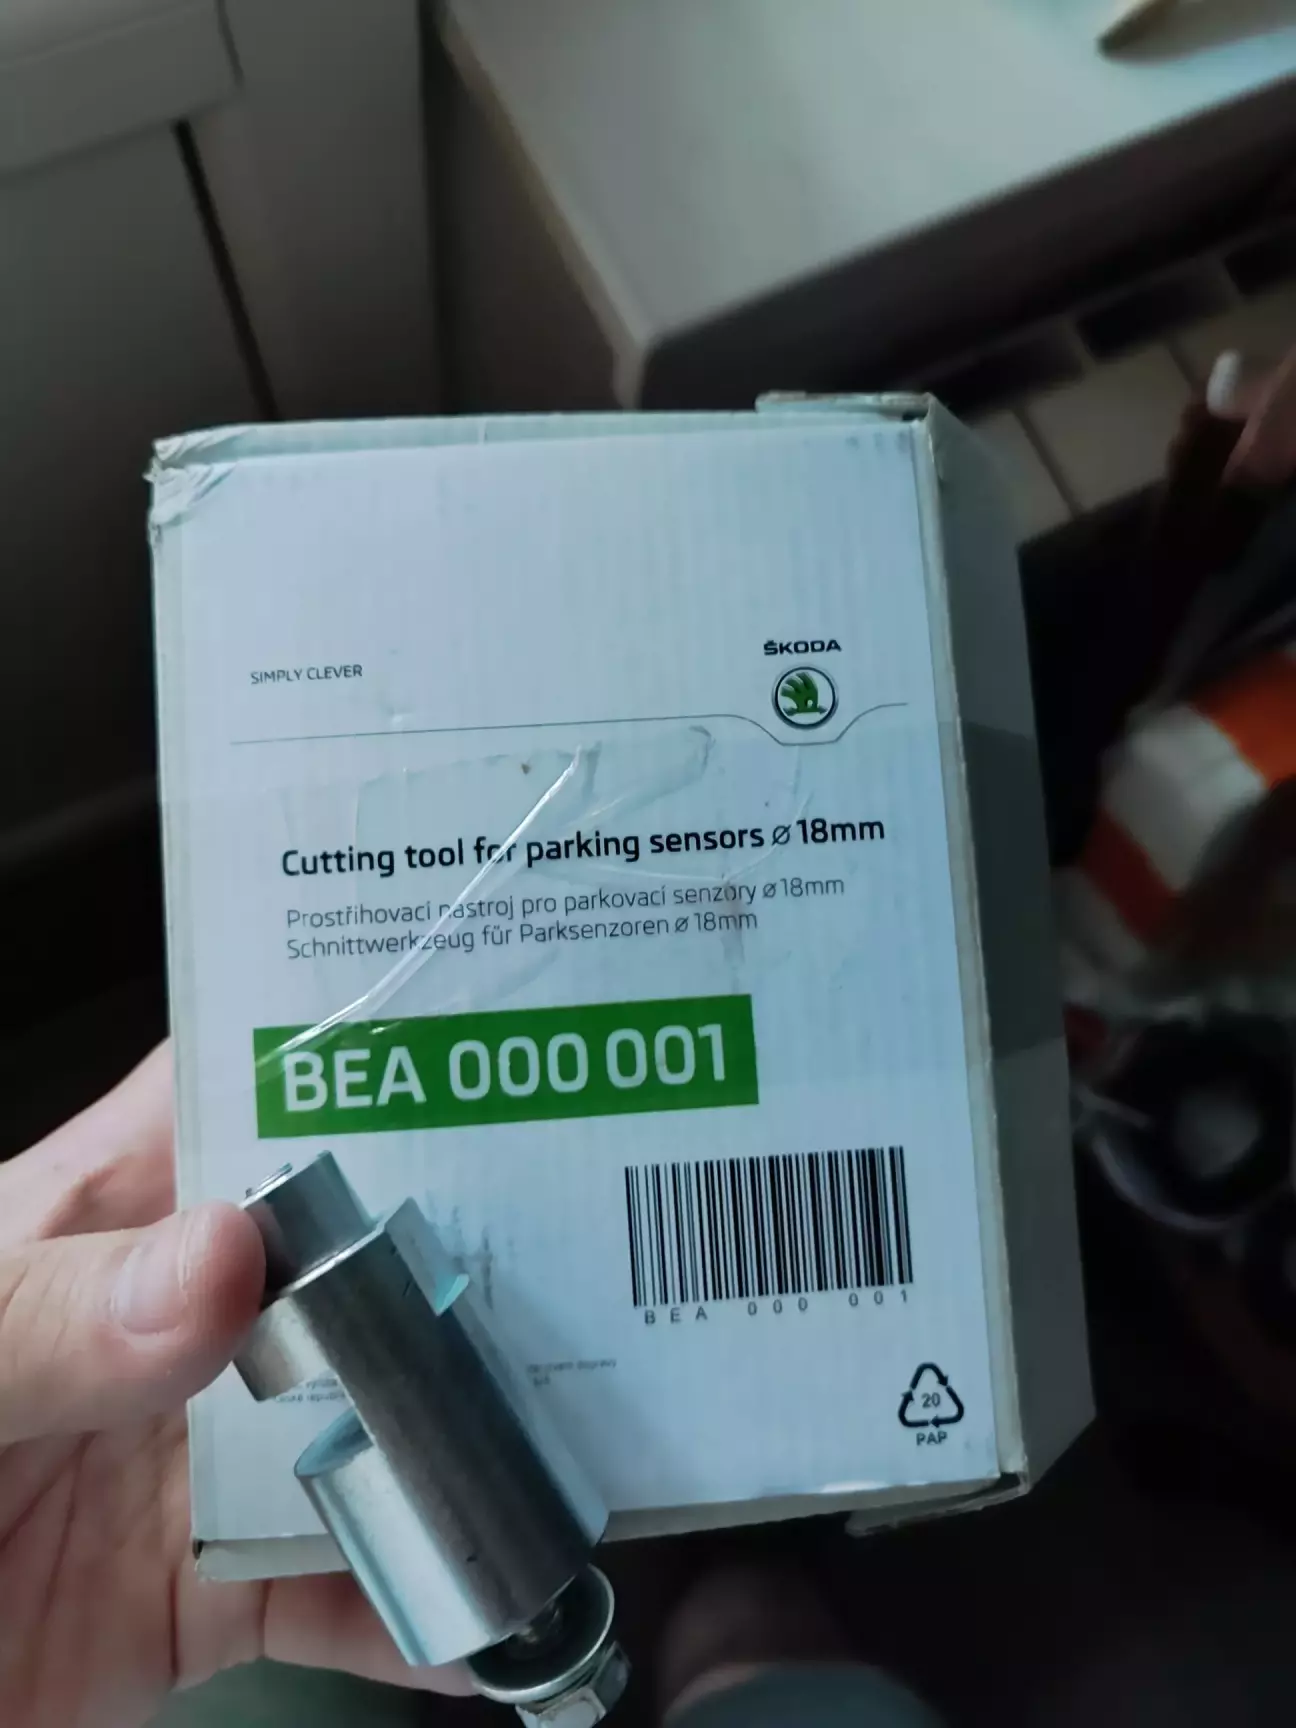 ŠKODA
SIMPLY CLEVER
Cutting tool for parking sensors ø 18mm
Prostřihovací nástroj pro parkovací senzory ø 18mm
Schnittwerkzeug für Parksenzoren ø 18mm
BEA 000 001
BEA 000 001
20
PAP